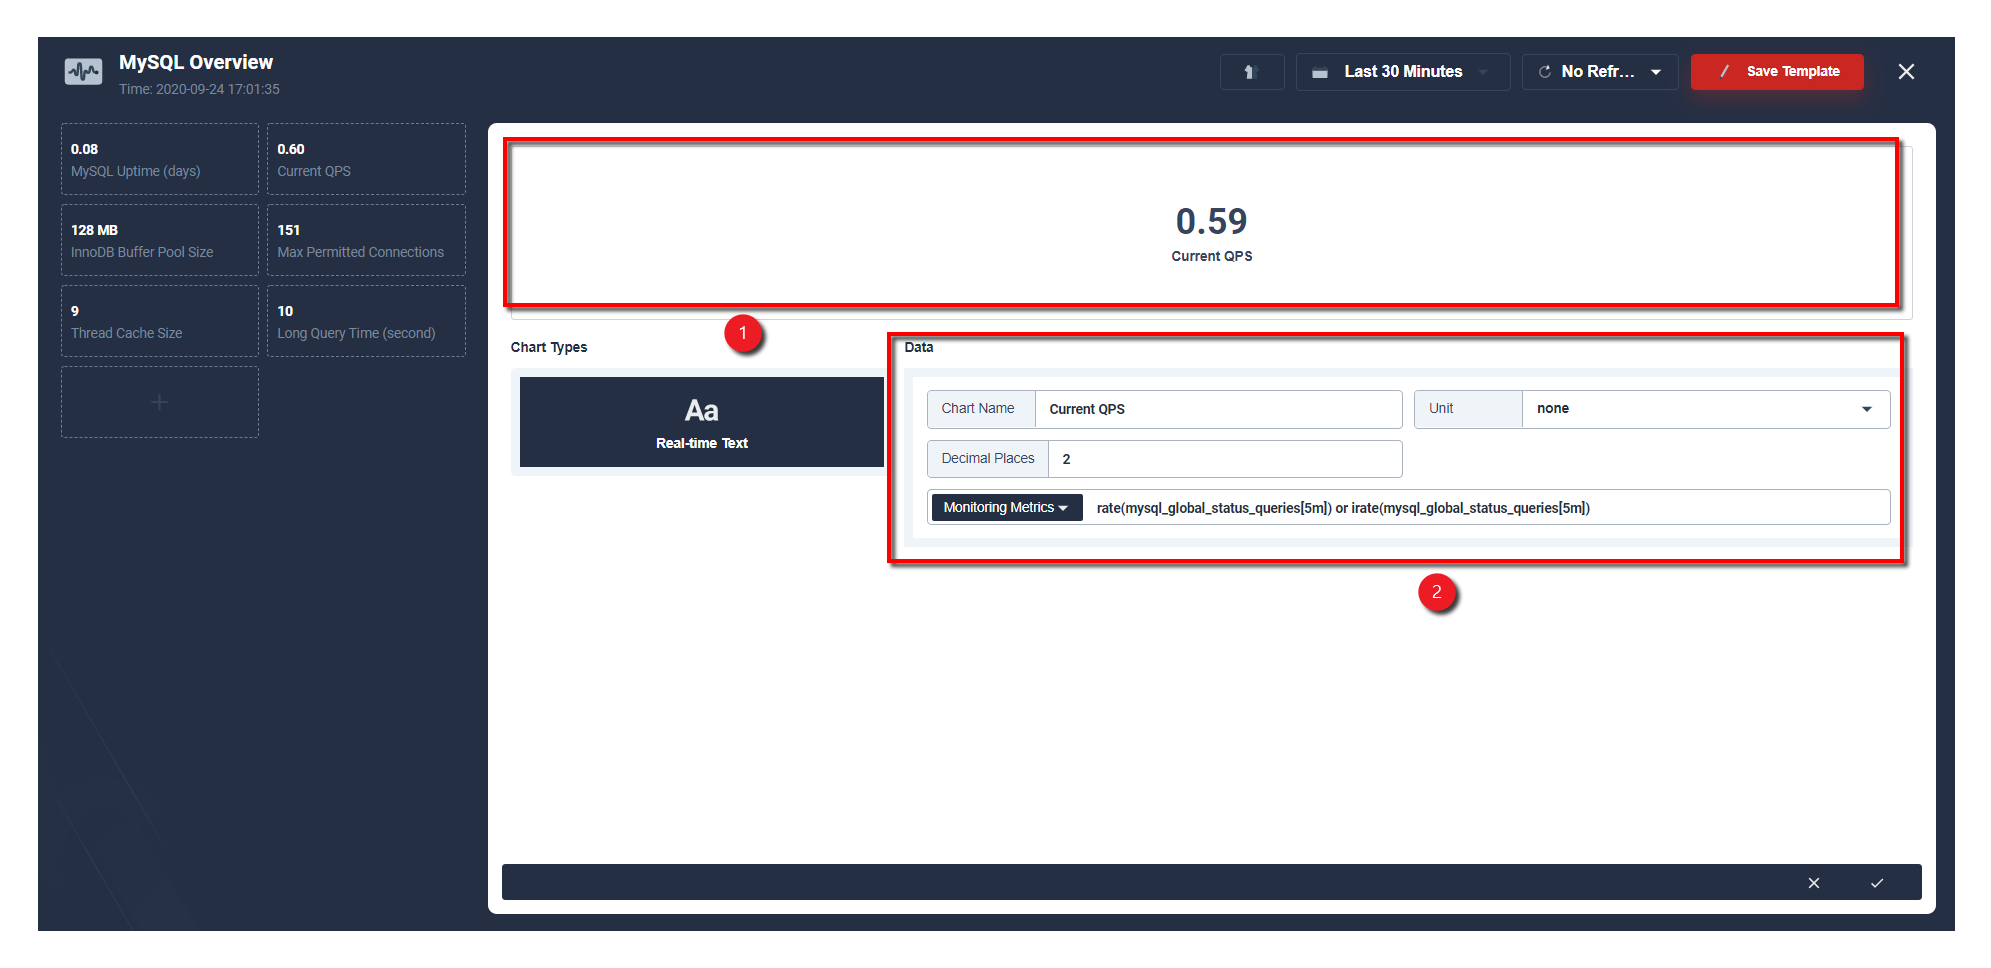 MySQL Overview
Time: 2020-09-24 17:01:35
Last 30 Minutes
No Refr...
Save Template
0.08
MySQL Uptime (days)
0.60
Current QPS
128 MB
InnoDB Buffer Pool Size
151
Max Permitted Connections
9
Thread Cache Size
10
Long Query Time (second)
0.59
Current QPS
1
Chart Types
Aa
Real-time Text
Data
Chart Name Current QPS
Unit none
Decimal Places 2
Monitoring Metrics rate(mysql_global_status_queries[5m]) or irate(mysql_global_status_queries[5m])
2